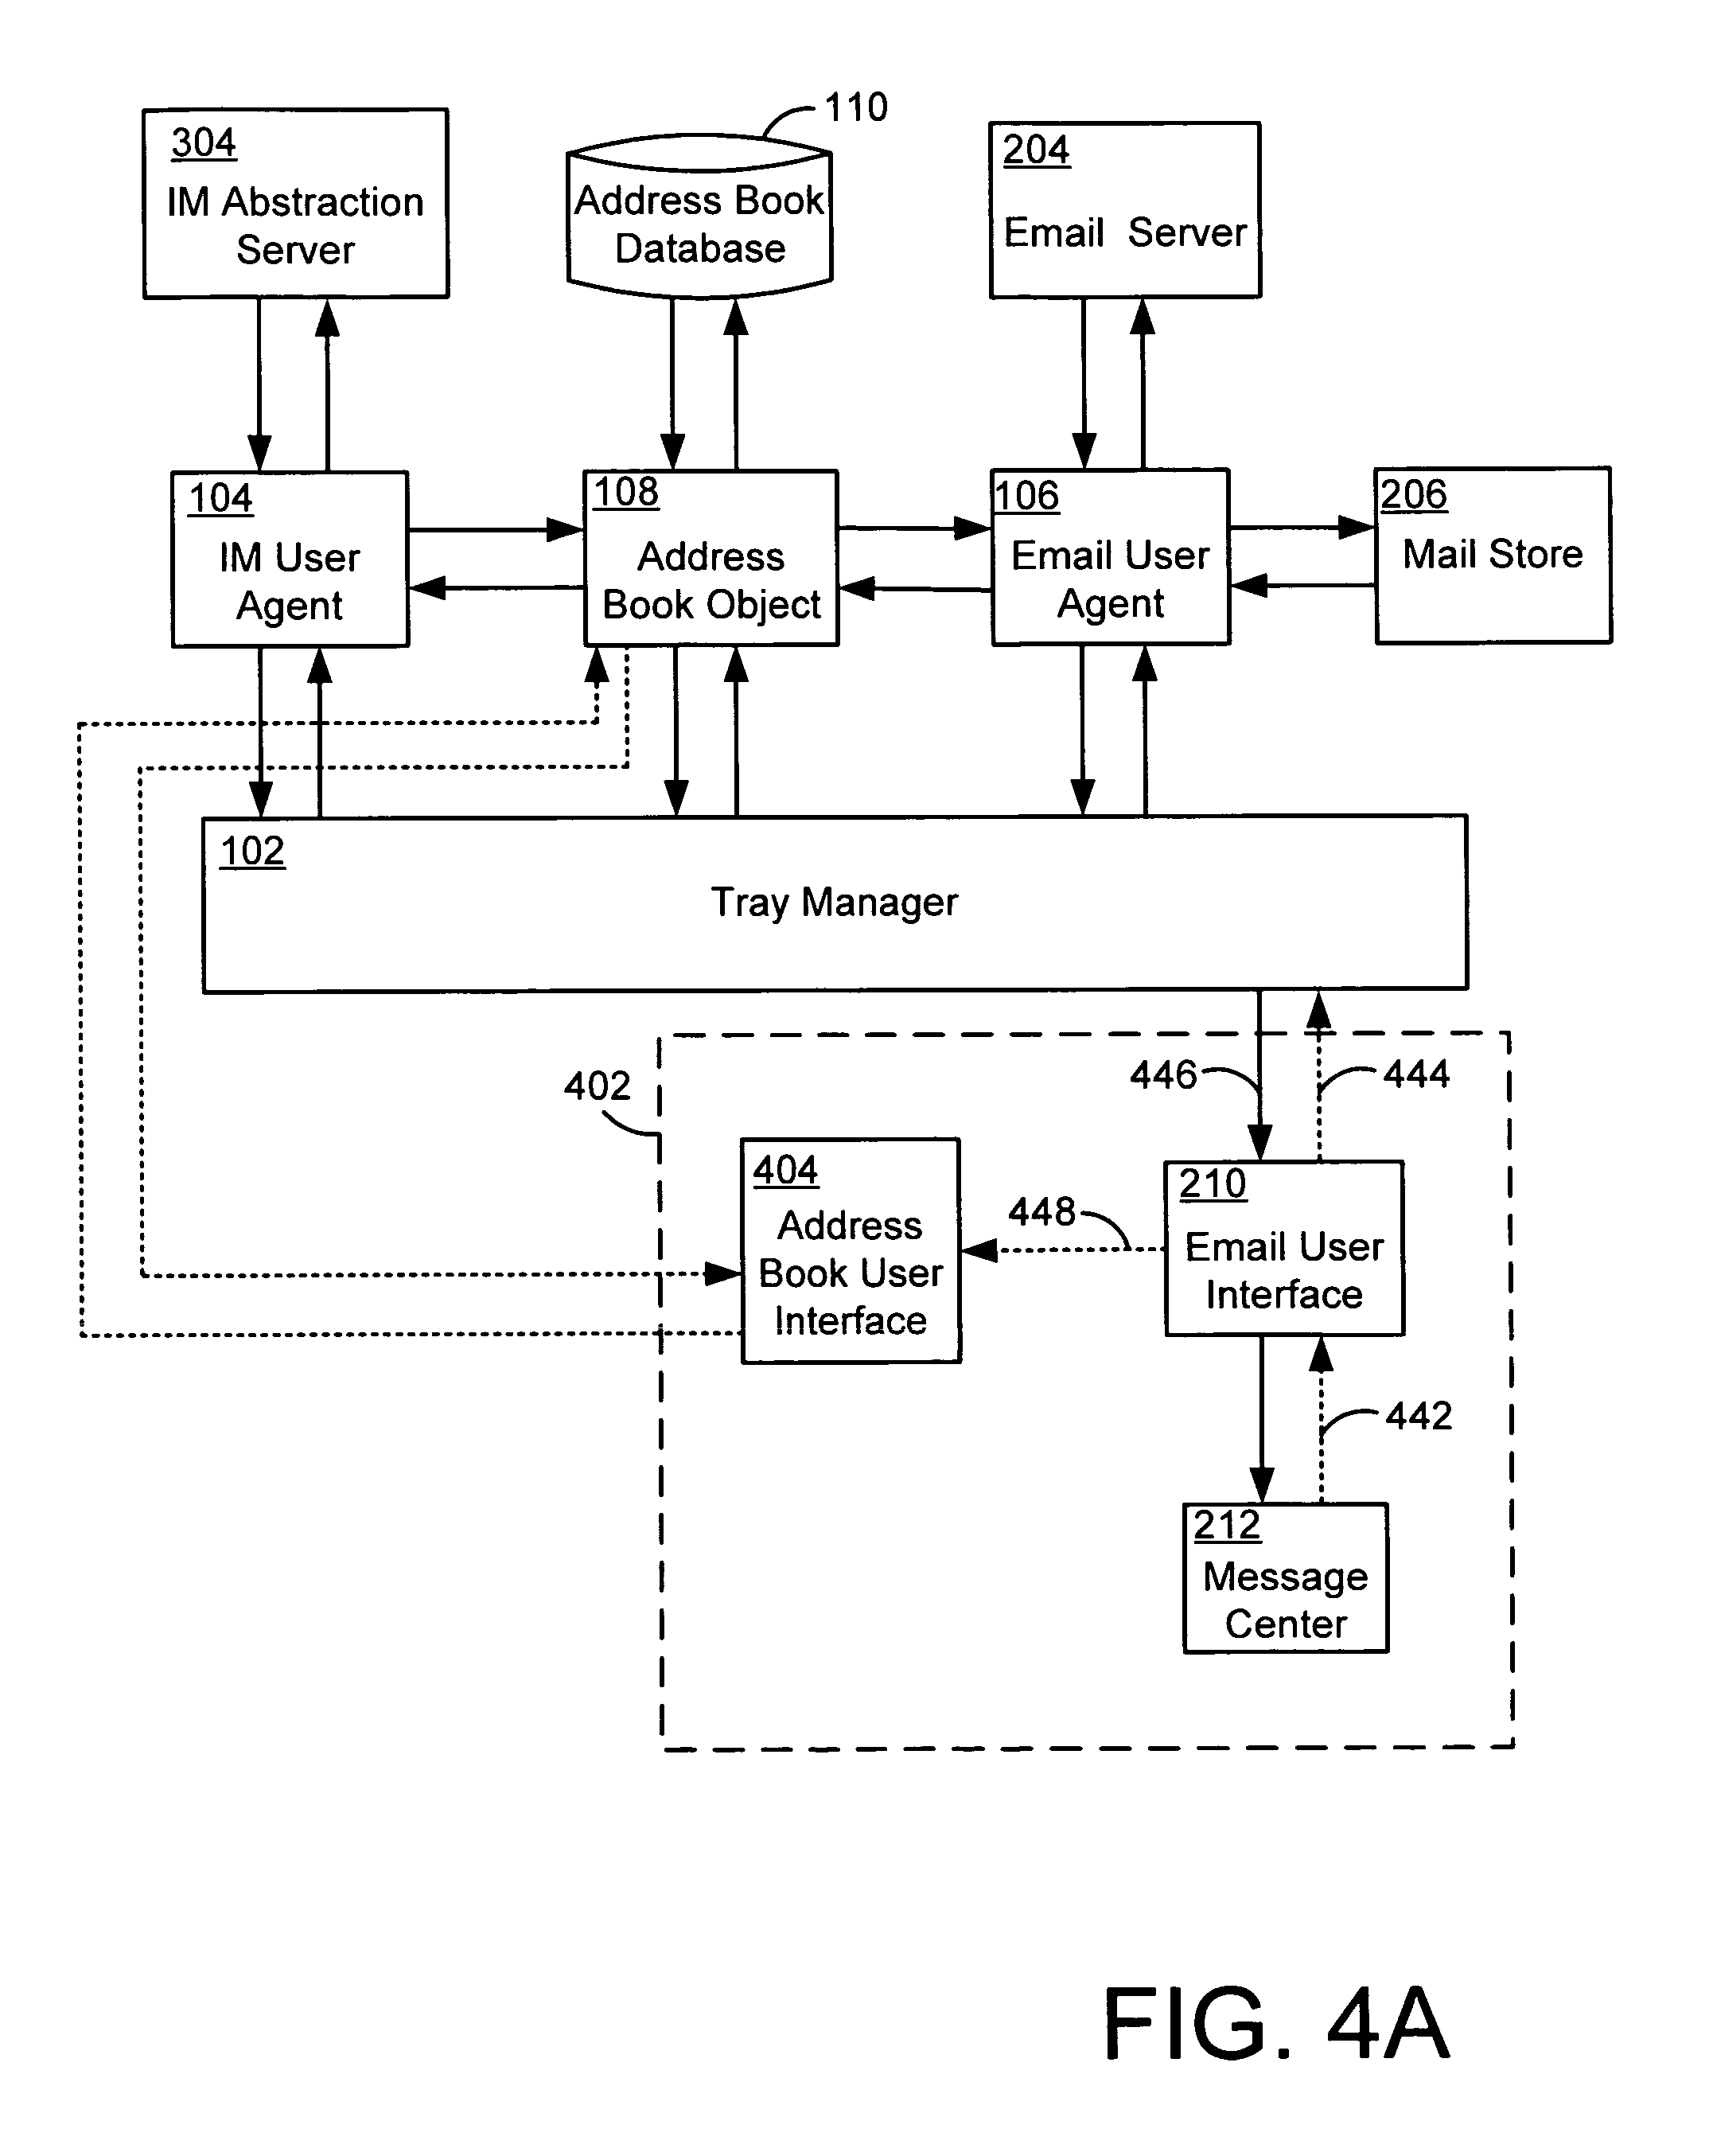 110
304
IM Abstraction
Server
Address Book
Database
204
Email Server
104
IM User
Agent
108
Address
Book Object
106
Email User
Agent
206
Mail Store
102
Tray Manager
446
444
402
404
Address
Book User
Interface
448
210
Email User
Interface
442
212
Message
Center
FIG. 4A